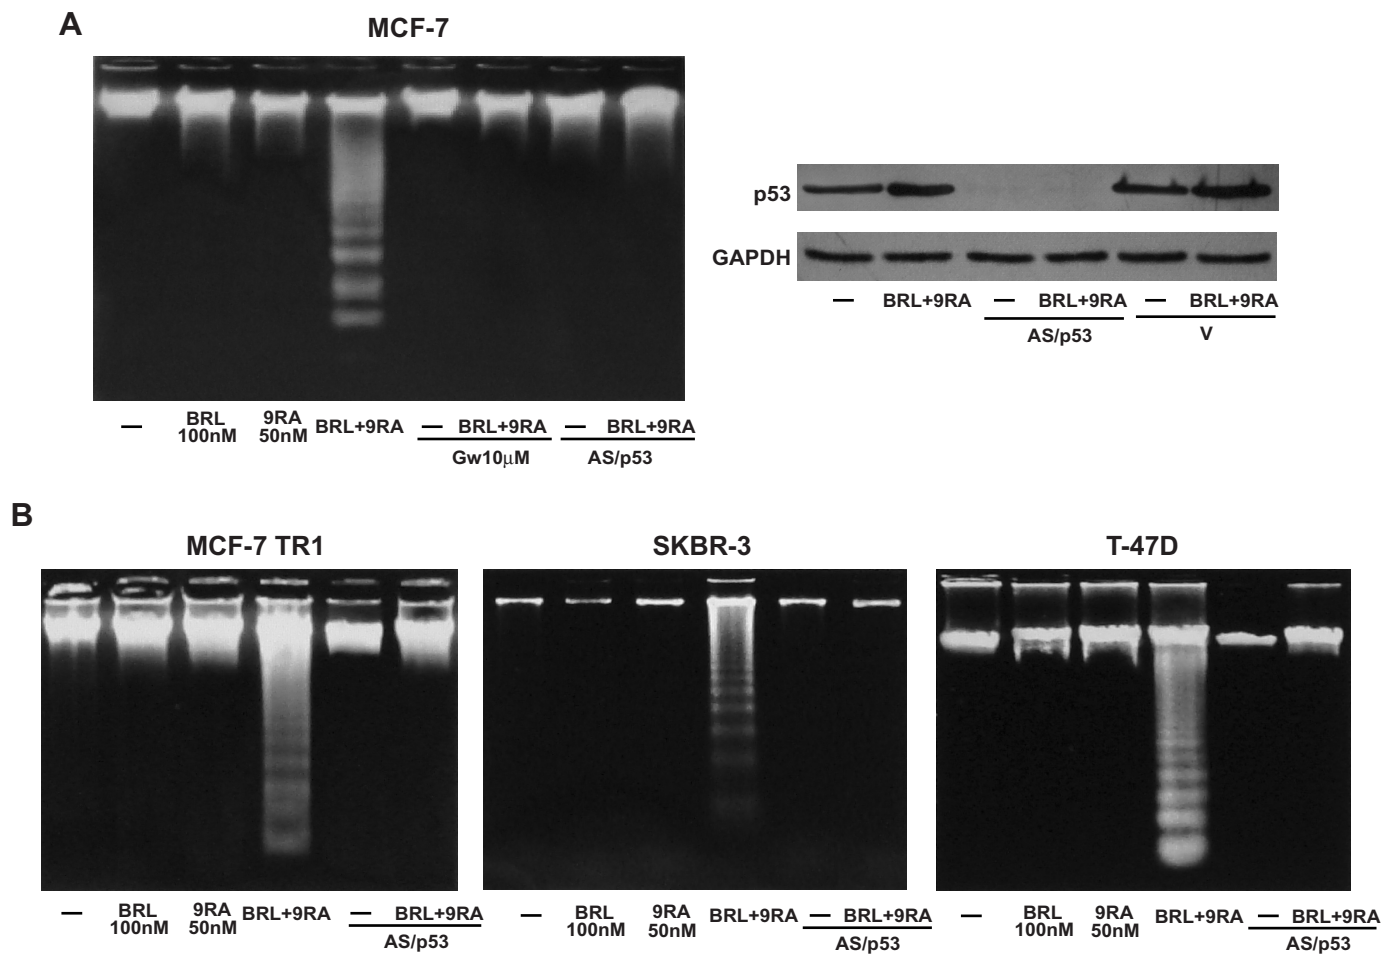 A
MCF-7
p53
GAPDH
— BRL+9RA — BRL+9RA — BRL+9RA
AS/p53 V
— BRL 100nM 9RA 50nM BRL+9RA — BRL+9RA — BRL+9RA
Gw10μM AS/p53
B
MCF-7 TR1 SKBR-3 T-47D
— BRL 100nM 9RA 50nM BRL+9RA — BRL+9RA
AS/p53
— BRL 100nM 9RA 50nM BRL+9RA — BRL+9RA
AS/p53
— BRL 100nM 9RA 50nM BRL+9RA — BRL+9RA
AS/p53